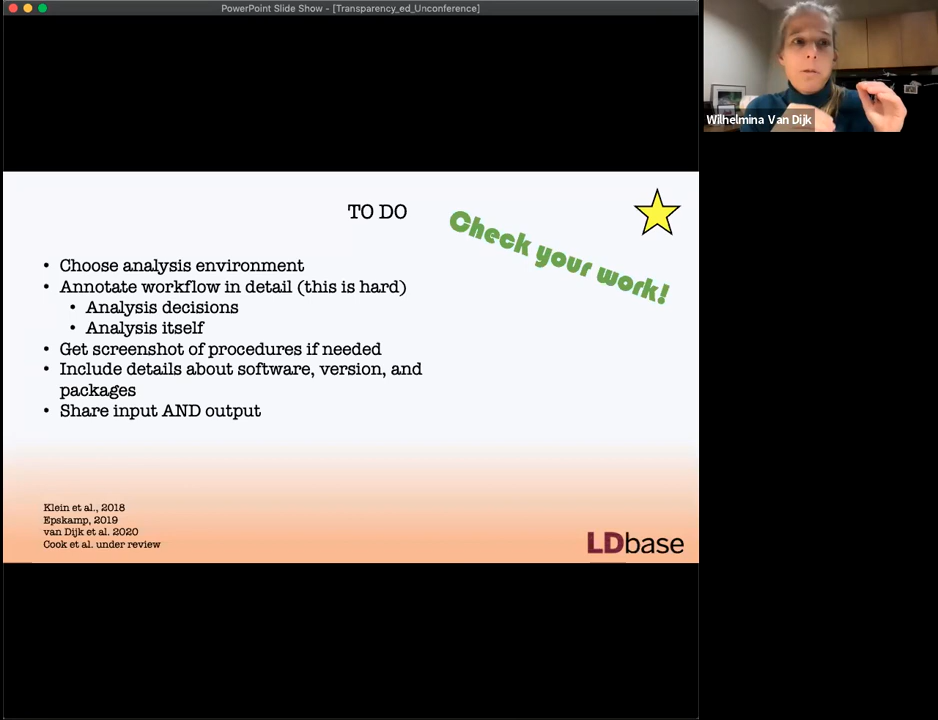 PowerPoint Slide Show - [Transparency_ed_Unconference]
Wilhelmina Van Dijk
TO DO
Check your work!
• Choose analysis environment
• Annotate workflow in detail (this is hard)
• Analysis decisions
• Analysis itself
• Get screenshot of procedures if needed
• Include details about software, version, and
packages
• Share input AND output
Klein et al., 2018
Epskamp, 2019
van Dijk et al. 2020
Cook et al. under review
LDbase